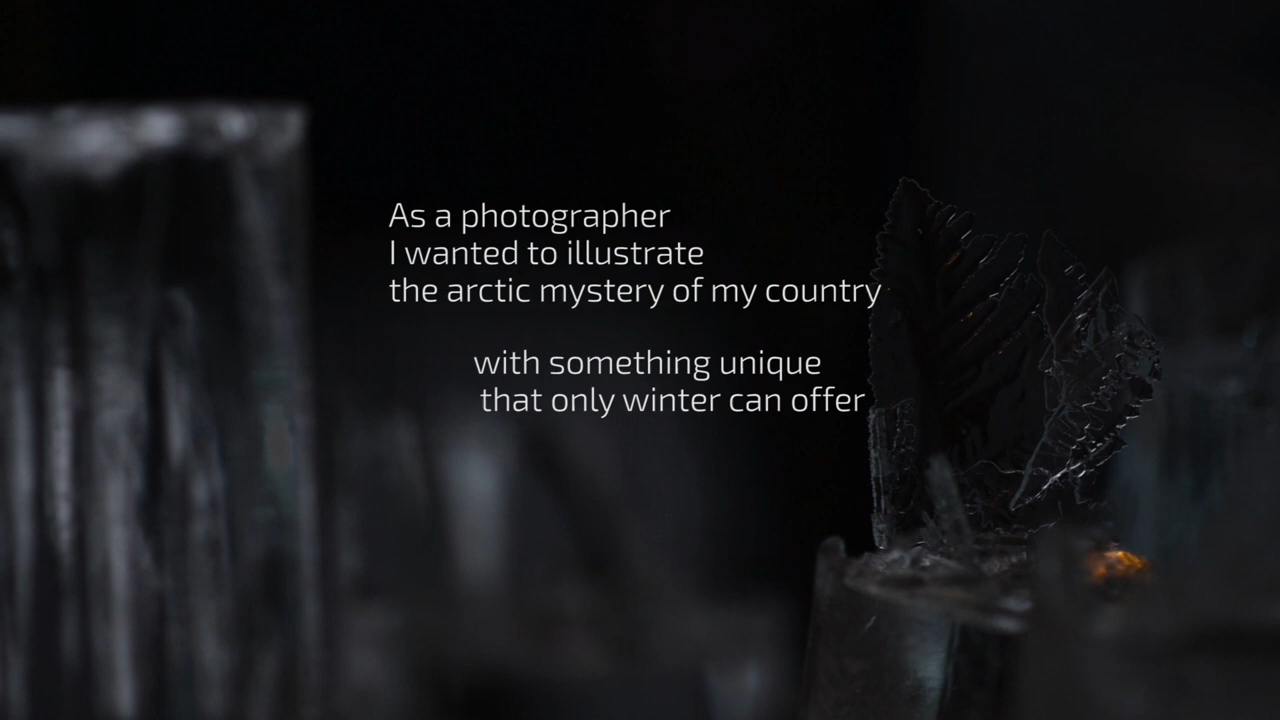 As a photographer
I wanted to illustrate
the arctic mystery of my country
with something unique
that only winter can offer